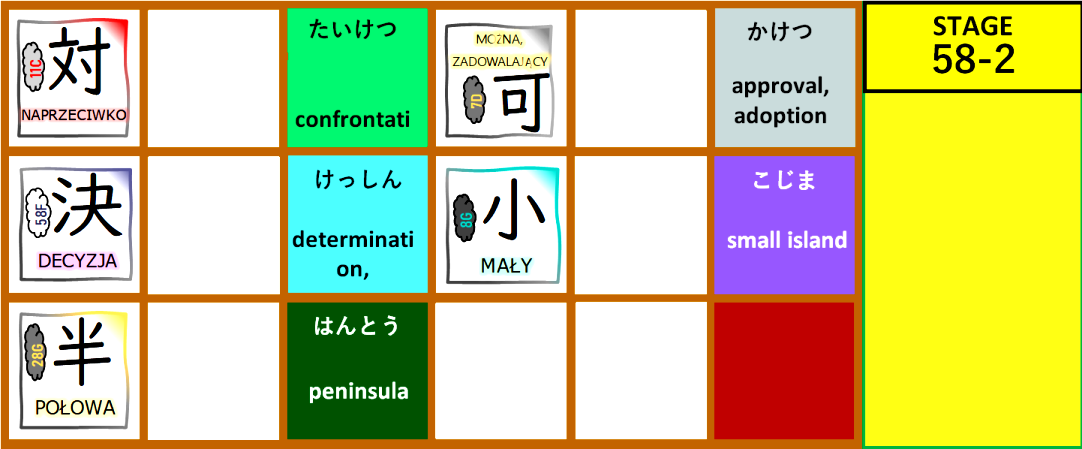 対
11C
NAPRZECIWKO
たいけつ
confrontati
MOŻNA,
ZADOWALAJĄCY
7D
可
かけつ
approval,
adoption
STAGE
58-2
決
58F
DECYZJA
けっしん
determinati
on,
小
8G
MAŁY
こじま
small island
半
28G
POŁOWA
はんとう
peninsula